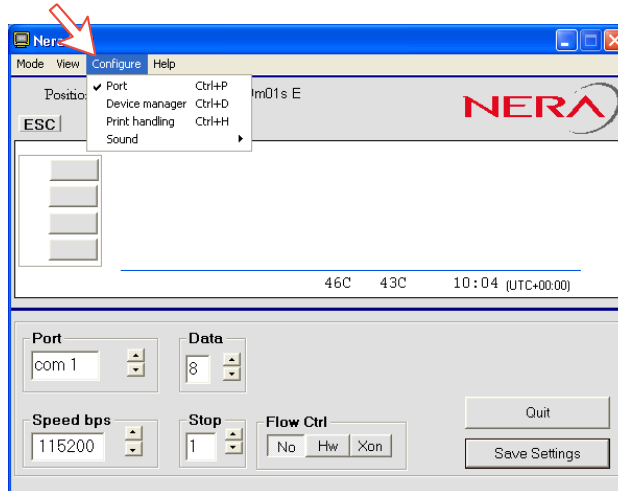 Nera
Mode View Configure Help
Port Ctrl+P
Device manager Ctrl+D
Print handling Ctrl+H
Sound
m01s E
ESC
NERA
46C 43C 10:04 (UTC+00:00)
Port
com 1
Data
8
Speed bps
115200
Stop
1
Flow Ctrl
No Hw Xon
Quit
Save Settings